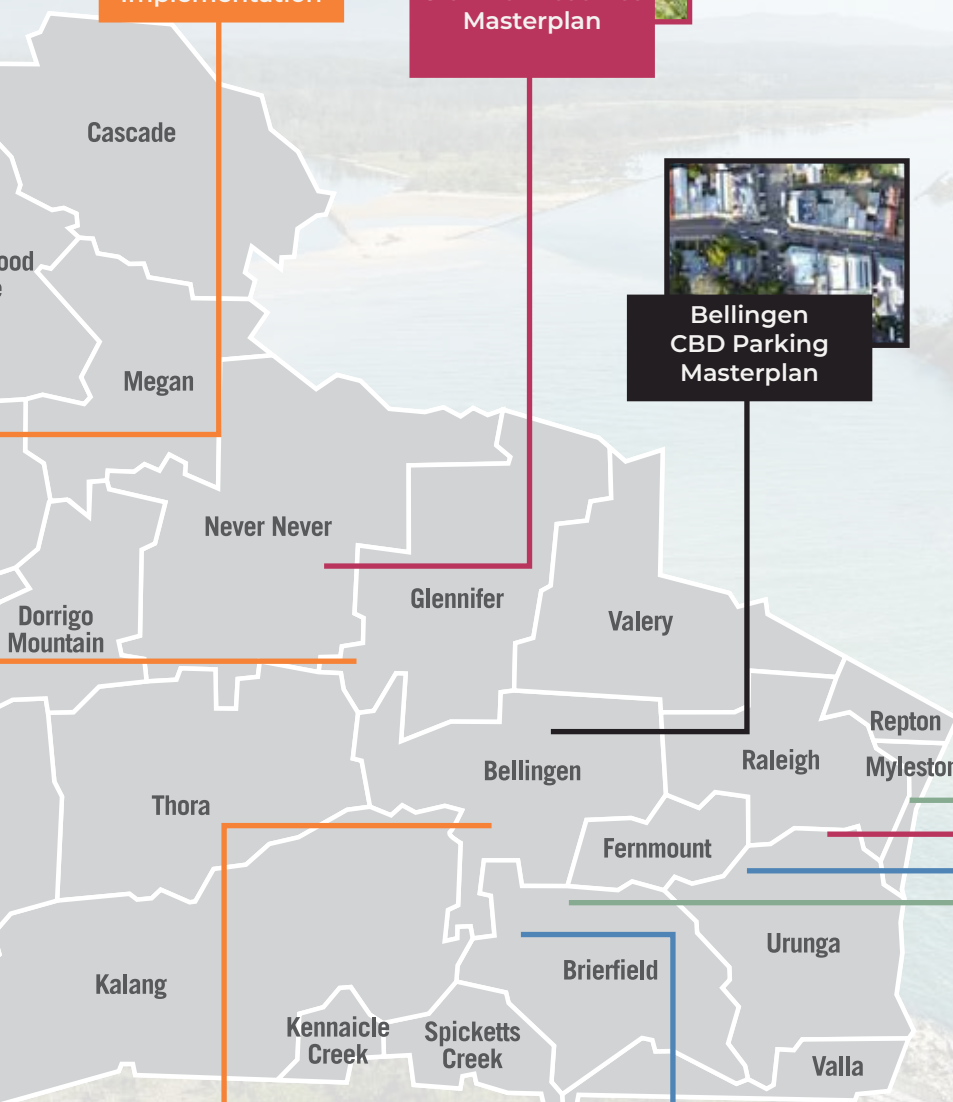 Implementation
Masterplan
Cascade
Megan
Bellingen
CBD Parking
Masterplan
Never Never
Glennifer
Valery
Dorrigo
Mountain
Repton
Raleigh
Bellingen
Thora
Fernmount
Urunga
Brierfield
Kalang
Kennaicle
Creek
Spicketts
Creek
Valla